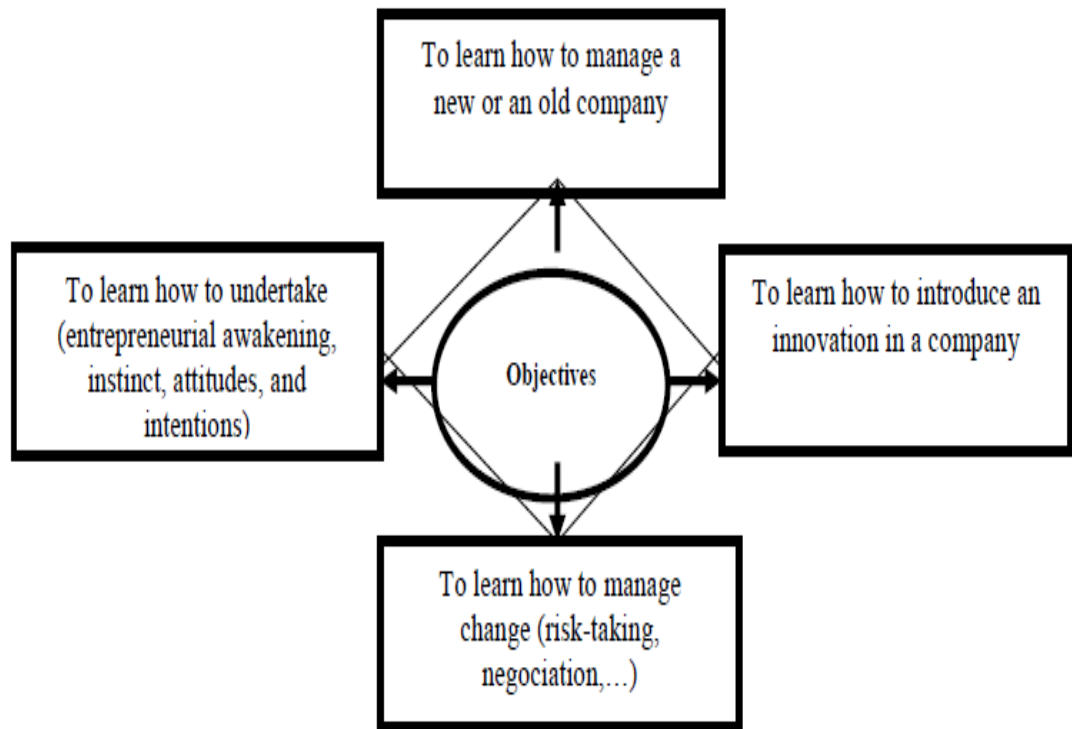 To learn how to manage a
new or an old company
To learn how to undertake
(entrepreneurial awakening,
instinct, attitudes, and
intentions)
Objectives
To learn how to introduce an
innovation in a company
To learn how to manage
change (risk-taking,
negociation,…)